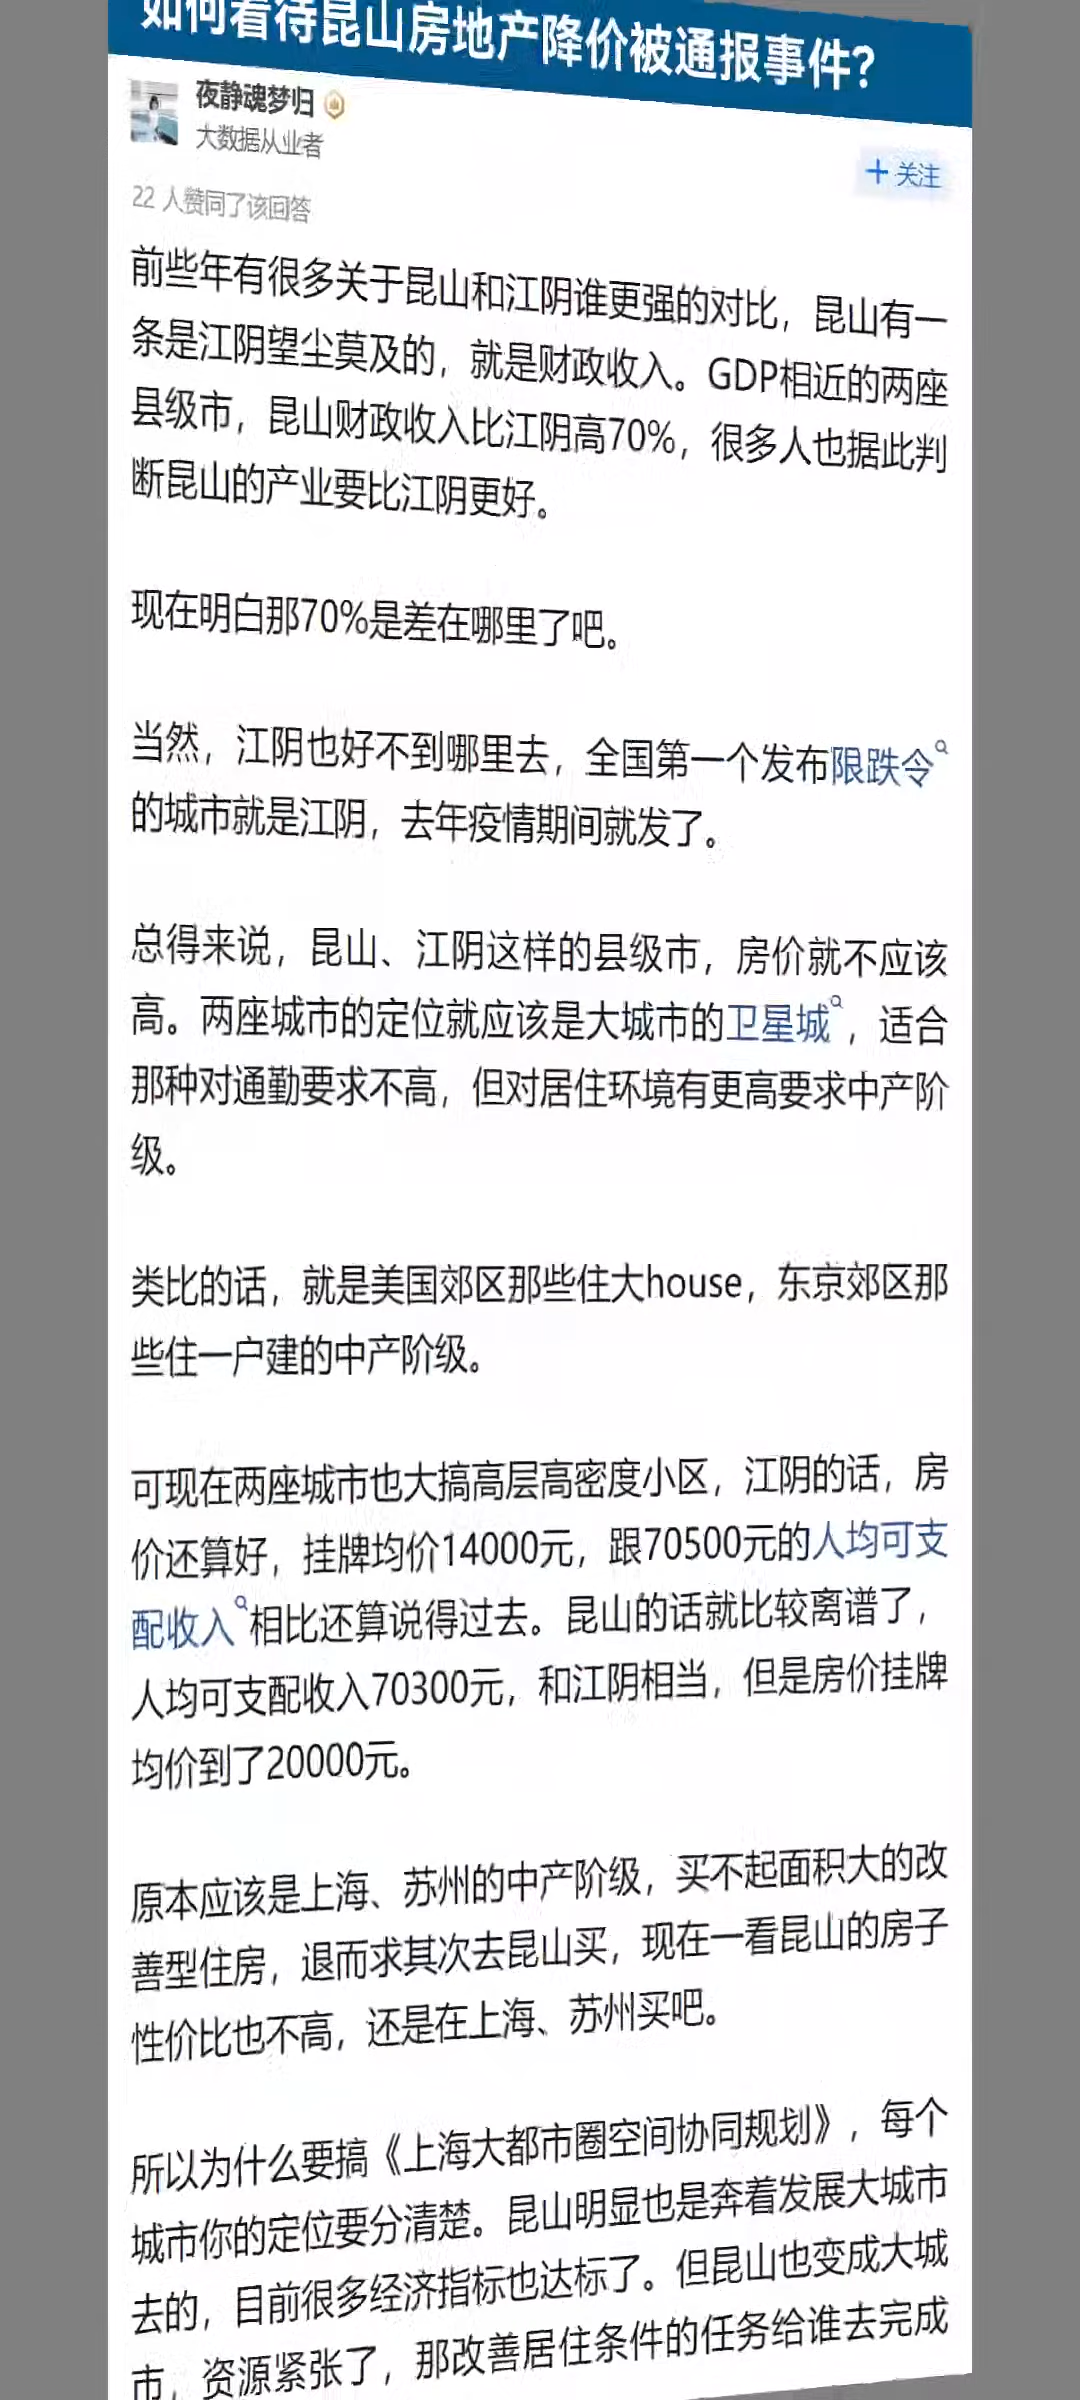 如何看待昆山房地产降价被通报事件?
夜静魂梦归
大数据从业者
+ 关注
22 人赞同了该回答
前些年有很多关于昆山和江阴谁更强的对比，昆山有一
条是江阴望尘莫及的，就是财政收入。GDP相近的两座
县级市，昆山财政收入比江阴高70%，很多人也据此判
断昆山的产业要比江阴更好。
现在明白那70%是差在哪里了吧。
当然，江阴也好不到哪里去，全国第一个发布限跌令
的城市就是江阴，去年疫情期间就发了。
总得来说，昆山、江阴这样的县级市，房价就不应该
高。两座城市的定位就应该是大城市的卫星城，适合
那种对通勤要求不高，但对居住环境有更高要求中产阶
级。
类比的话，就是美国郊区那些住大house，东京郊区那
些住一户建的中产阶级。
可现在两座城市也大搞高层高密度小区，江阴的话，房
价还算好，挂牌均价14000元，跟70500元的人均可支
配收入相比还算说得过去。昆山的话就比较离谱了，
人均可支配收入70300元，和江阴相当，但是房价挂牌
均价到了20000元。
原本应该是上海、苏州的中产阶级，买不起面积大的改
善型住房，退而求其次去昆山买，现在一看昆山的房子
性价比也不高，还是在上海、苏州买吧。
所以为什么要搞《上海大都市圈空间协同规划》，每个
城市你的定位要分清楚。昆山明显也是奔着发展大城市
去的，目前很多经济指标也达标了。但昆山也变成大城
市，资源紧张了，那改善居住条件的任务给谁去完成